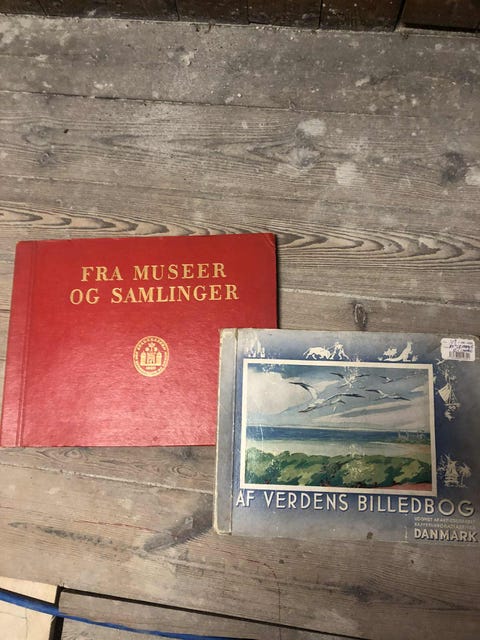 FRA MUSEER
OG SAMLINGER
AF VERDENS BILLEDBOG
DANMARK